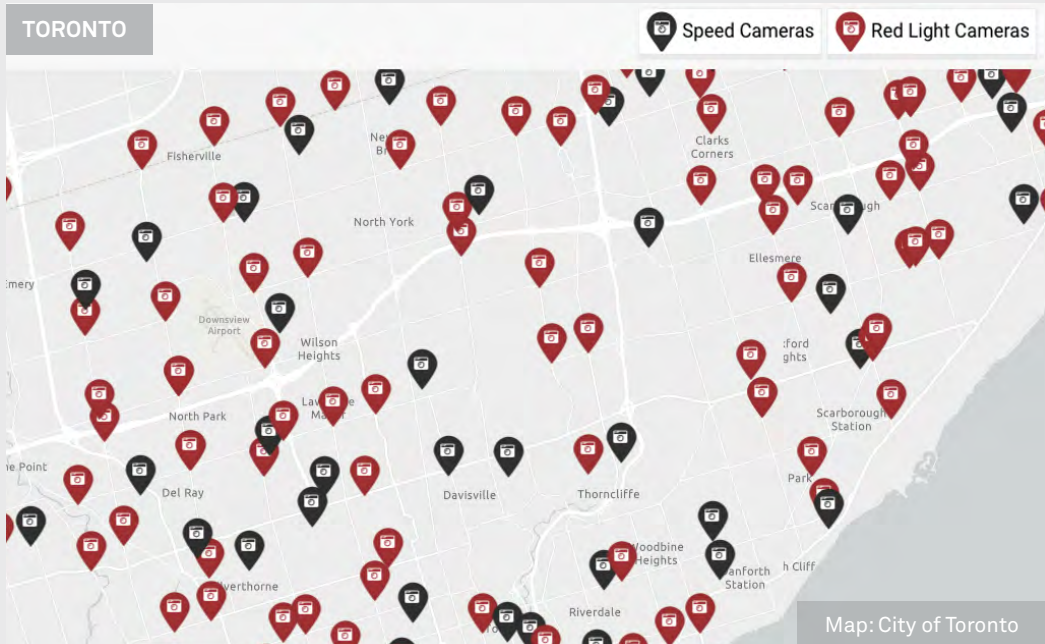 TORONTO
Speed Cameras
Red Light Cameras
Fisherville
Clarks
Corners
North York
Ellesmere
Downsview
Airport
Wilson
Heights
North Park
Scarborough
Station
Del Ray
Davisville
Thorncliffe
Park
Woodbine
Heights
Station
Riverdale
Map: City of Toronto